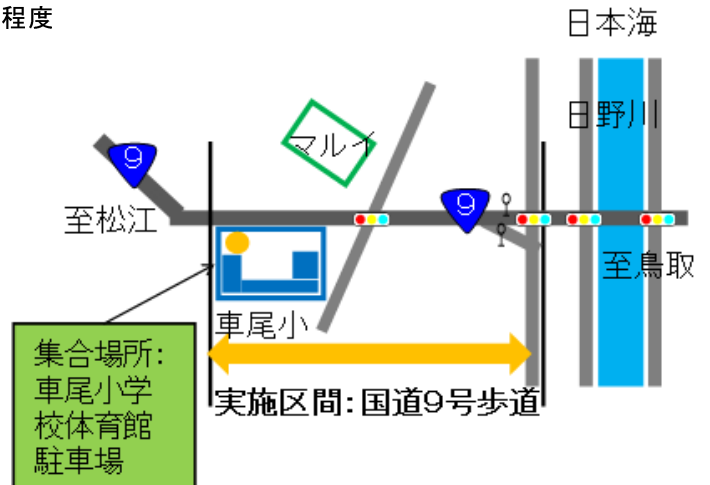 程度
日本海
日野川
マルイ
9
9
至松江
至鳥取
車尾小
集合場所:
車尾小学
校体育館
駐車場
実施区間:国道9号歩道